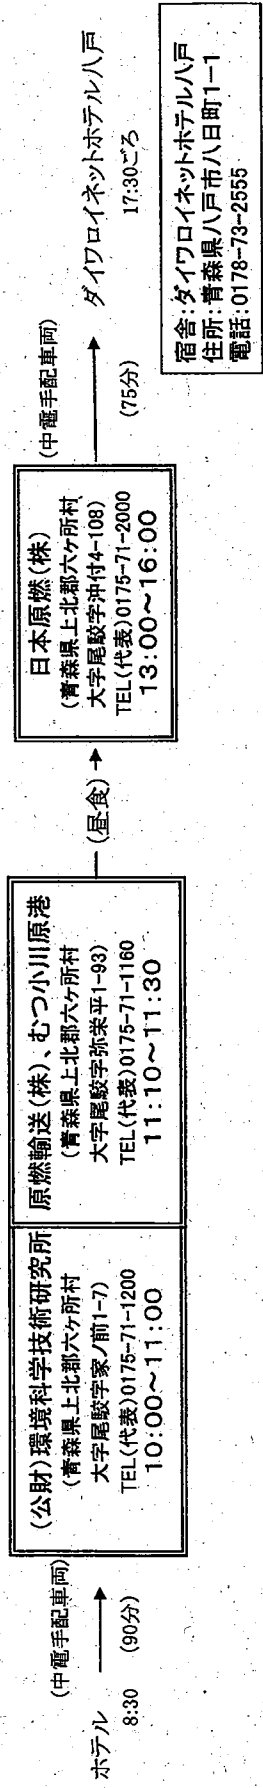 (中電手配車両)
ホテル ─→
8:30 (90分)
(公財)環境科学技術研究所
(青森県上北郡六ヶ所村
大字尾駮字家ノ前1-7)
TEL(代表)0175-71-1200
10:00~11:00
原燃輸送(株)、むつ小川原港
(青森県上北郡六ヶ所村
大字尾駮字弥栄平1-93)
TEL(代表)0175-71-1160
11:10~11:30
─(昼食)→
日本原燃(株)
(青森県上北郡六ヶ所村
大字尾駮字沖付4-108)
TEL(代表)0175-71-2000
13:00~16:00
(中電手配車両)
─→ ダイワロイネットホテル八戸
(75分) 17:30ごろ
宿舎:ダイワロイネットホテル八戸
住所:青森県八戸市八日町1-1
電話:0178-73-2555